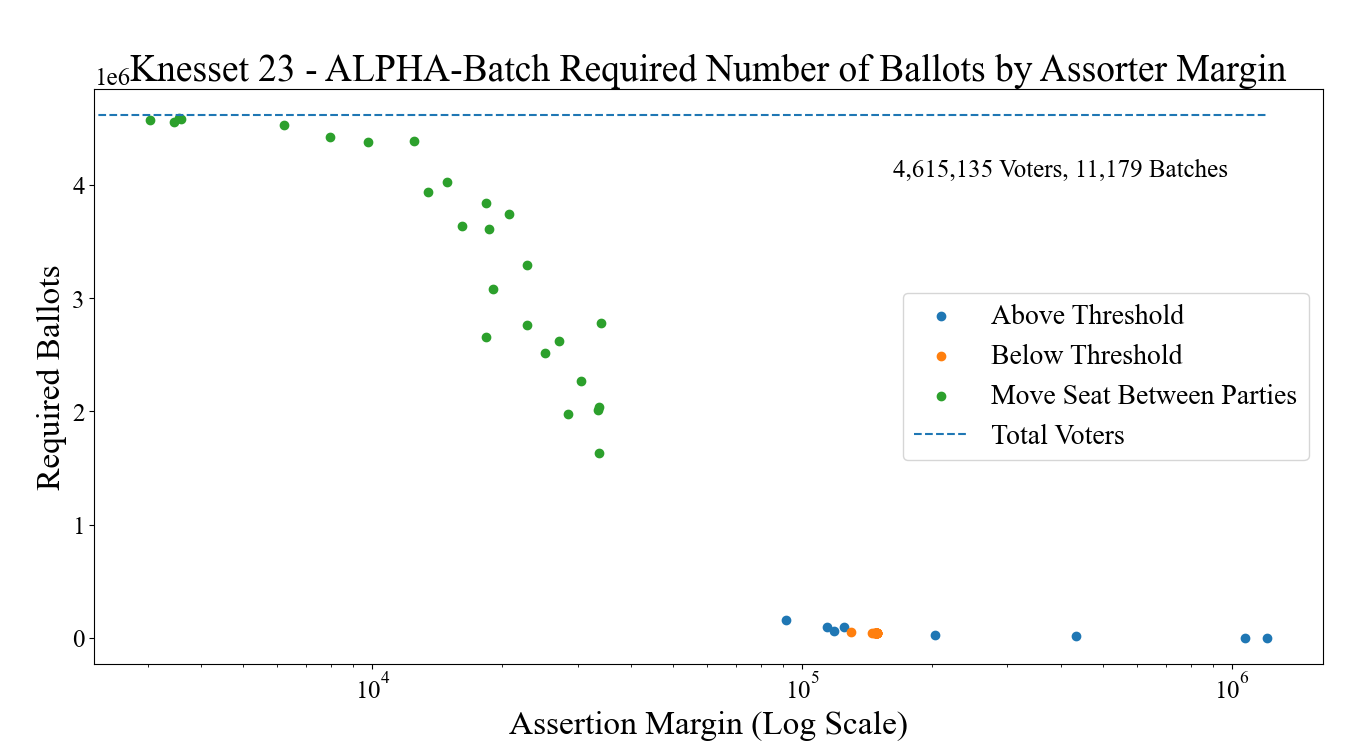 Knesset 23 - ALPHA-Batch Required Number of Ballots by Assorter Margin
1e6
4,615,135 Voters, 11,179 Batches
4
3
2
1
0
Required Ballots
Above Threshold
Below Threshold
Move Seat Between Parties
Total Voters
10^4
10^5
10^6
Assertion Margin (Log Scale)